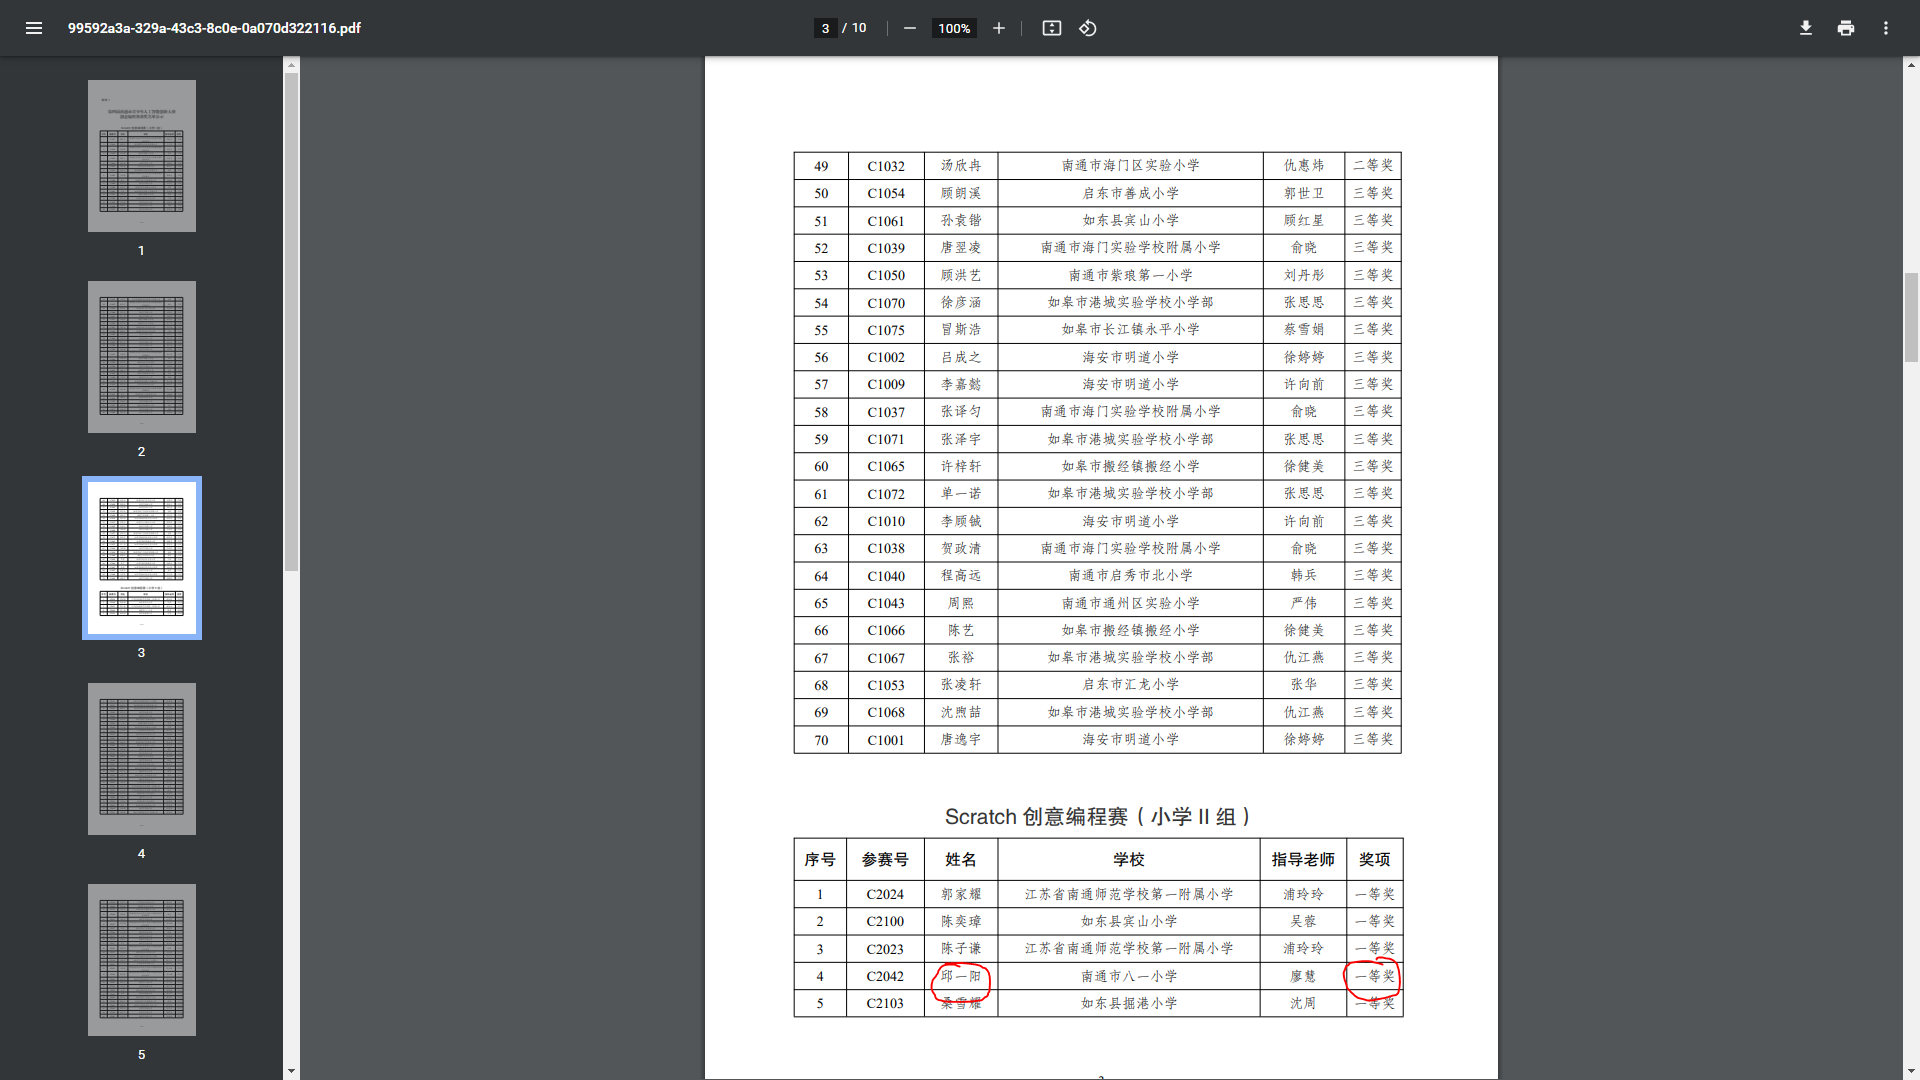 99592a3a-329a-43c3-8c0e-0a070d322116.pdf
3 / 10
100%
49 C1032 汤欣冉 南通市海门区实验小学 仇惠炜 二等奖
50 C1054 顾朗溪 启东市善成小学 郭世卫 三等奖
51 C1061 孙袁锴 如东县宾山小学 顾红星 三等奖
52 C1039 唐翌凌 南通市海门实验学校附属小学 俞晓 三等奖
53 C1050 顾洪艺 南通市紫琅第一小学 刘丹彤 三等奖
54 C1070 徐彦涵 如皋市港城实验学校小学部 张思思 三等奖
55 C1075 冒斯浩 如皋市长江镇永平小学 蔡雪娟 三等奖
56 C1002 吕成之 海安市明道小学 徐婷婷 三等奖
57 C1009 李嘉懿 海安市明道小学 许向前 三等奖
58 C1037 张译匀 南通市海门实验学校附属小学 俞晓 三等奖
59 C1071 张泽宇 如皋市港城实验学校小学部 张思思 三等奖
60 C1065 许梓轩 如皋市搬经镇搬经小学 徐健美 三等奖
61 C1072 单一诺 如皋市港城实验学校小学部 张思思 三等奖
62 C1010 李顾铖 海安市明道小学 许向前 三等奖
63 C1038 贺政清 南通市海门实验学校附属小学 俞晓 三等奖
64 C1040 程高远 南通市启秀市北小学 韩兵 三等奖
65 C1043 周熙 南通市通州区实验小学 严伟 三等奖
66 C1066 陈艺 如皋市搬经镇搬经小学 徐健美 三等奖
67 C1067 张裕 如皋市港城实验学校小学部 仇江燕 三等奖
68 C1053 张凌轩 启东市汇龙小学 张华 三等奖
69 C1068 沈煦喆 如皋市港城实验学校小学部 仇江燕 三等奖
70 C1001 唐逸宇 海安市明道小学 徐婷婷 三等奖
Scratch 创意编程赛（小学 II 组）
序号 参赛号 姓名 学校 指导老师 奖项
1 C2024 郭家耀 江苏省南通师范学校第一附属小学 浦玲玲 一等奖
2 C2100 陈奕璋 如东县宾山小学 吴蓉 一等奖
3 C2023 陈子谦 江苏省南通师范学校第一附属小学 浦玲玲 一等奖
4 C2042 邱一阳 南通市八一小学 廖慧 一等奖
5 C2103 桑雪耀 如东县掘港小学 沈周 一等奖
1
2
3
4
5